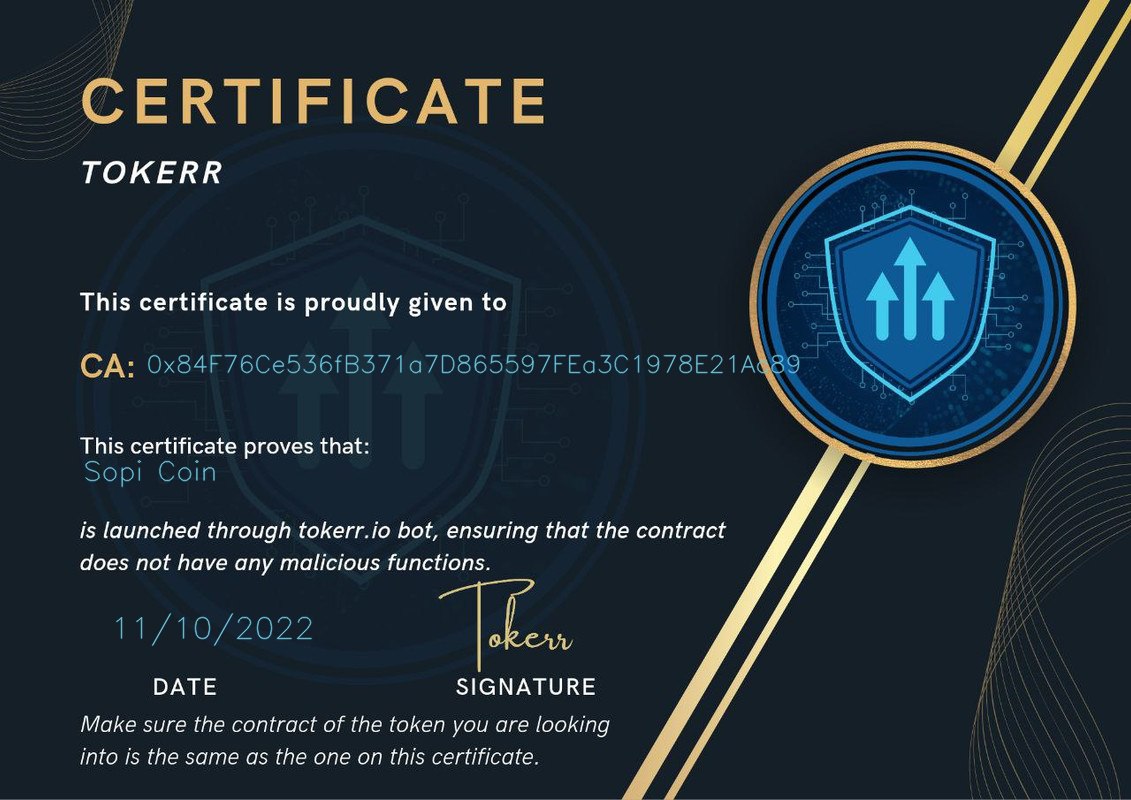 CERTIFICATE
TOKERR
This certificate is proudly given to
CA: 0x84F76Ce536fB371a7D865597FEa3C1978E21Ac89
This certificate proves that:
Sopi Coin
is launched through tokerr.io bot, ensuring that the contract
does not have any malicious functions.
11/10/2022
Tokerr
DATE
SIGNATURE
Make sure the contract of the token you are looking
into is the same as the one on this certificate.